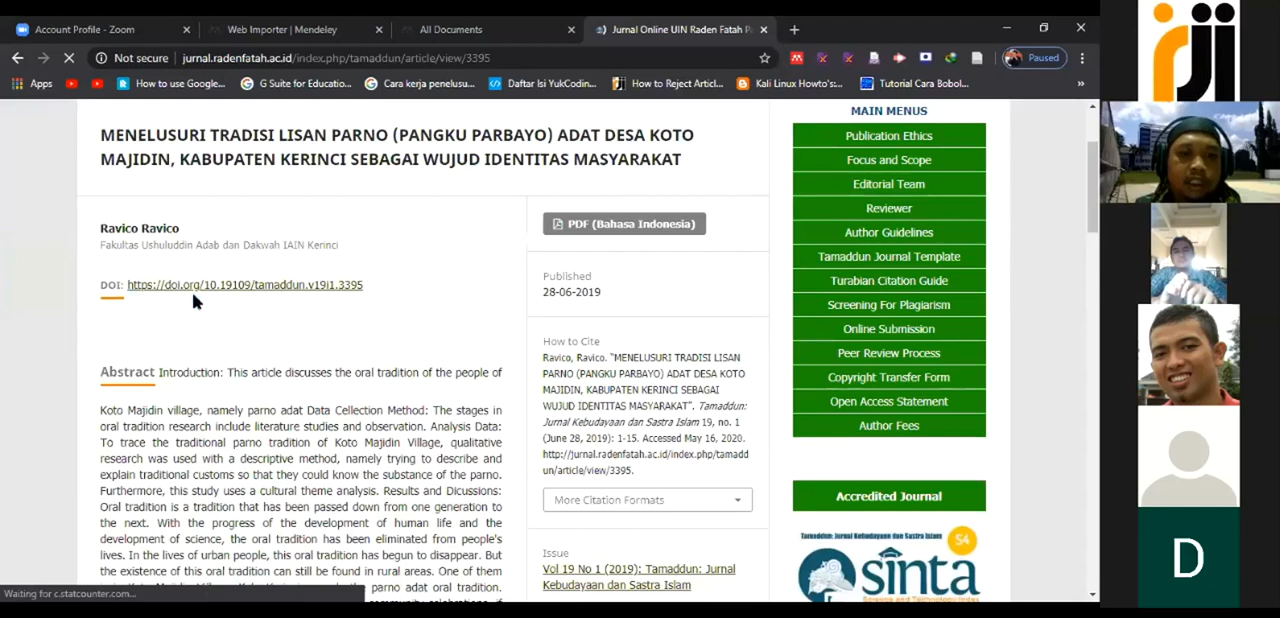 Account Profile - Zoom
Web Importer | Mendeley
All Documents
Jurnal Online UIN Raden Fatah P
Not secure
jurnal.radenfatah.ac.id/index.php/tamaddun/article/view/3395
Paused
Apps
How to use Google...
G Suite for Educatio...
Cara kerja penelusu...
Daftar Isi YukCodin...
How to Reject Articl...
Kali Linux Howto's:...
Tutorial Cara Bobol...
»
MENELUSURI TRADISI LISAN PARNO (PANGKU PARBAYO) ADAT DESA KOTO
MAJIDIN, KABUPATEN KERINCI SEBAGAI WUJUD IDENTITAS MASYARAKAT
Ravico Ravico
Fakultas Ushuluddin Adab dan Dakwah IAIN Kerinci
DOI: https://doi.org/10.19109/tamaddun.v19i1.3395
Abstract Introduction: This article discusses the oral tradition of the people of
Koto Majidin village, namely parno adat Data Cellection Method: The stages in
oral tradition research include literature studies and observation. Analysis Data:
To trace the traditional parno tradition of Koto Majidin Village, qualitative
research was used with a descriptive method, namely trying to describe and
explain traditional customs so that they could know the substance of the parno.
Furthermore, this study uses a cultural theme analysis. Results and Dicussions:
Oral tradition is a tradition that has been passed down from one generation to
the next. With the progress of the development of human life and the
development of science, the oral tradition has been eliminated from people's
lives. In the lives of urban people, this oral tradition has begun to disappear. But
the existence of this oral tradition can still be found in rural areas. One of them
parno adat oral tradition.
Waiting for c.statcounter.com...
PDF (Bahasa Indonesia)
Published
28-06-2019
How to Cite
Ravico, Ravico. "MENELUSURI TRADISI LISAN
PARNO (PANGKU PARBAYO) ADAT DESA KOTO
MAJIDIN, KABUPATEN KERINCI SEBAGAI
WUJUD IDENTITAS MASYARAKAT". Tamaddun:
Jurnal Kebudayaan dan Sastra Islam 19, no. 1
(June 28, 2019): 1-15. Accessed May 16, 2020.
http://jurnal.radenfatah.ac.id/index.php/tamadd
un/article/view/3395.
More Citation Formats
Issue
Vol 19 No 1 (2019): Tamaddun: Jurnal
Kebudayaan dan Sastra Islam
MAIN MENUS
Publication Ethics
Focus and Scope
Editorial Team
Reviewer
Author Guidelines
Tamaddun Journal Template
Turabian Citation Guide
Screening For Plagiarism
Online Submission
Peer Review Process
Copyright Transfer Form
Open Access Statement
Author Fees
Accredited Journal
Tamaddun: Jurnal Kebudayaan dan Sastra Islam
S4
sinta
Science and Technology Index
rji
D